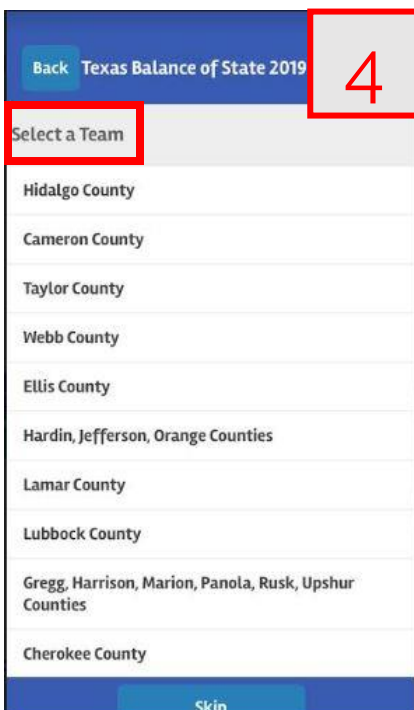 Back Texas Balance of State 2019
4
Select a Team
Hidalgo County
Cameron County
Taylor County
Webb County
Ellis County
Hardin, Jefferson, Orange Counties
Lamar County
Lubbock County
Gregg, Harrison, Marion, Panola, Rusk, Upshur
Counties
Cherokee County
Skip